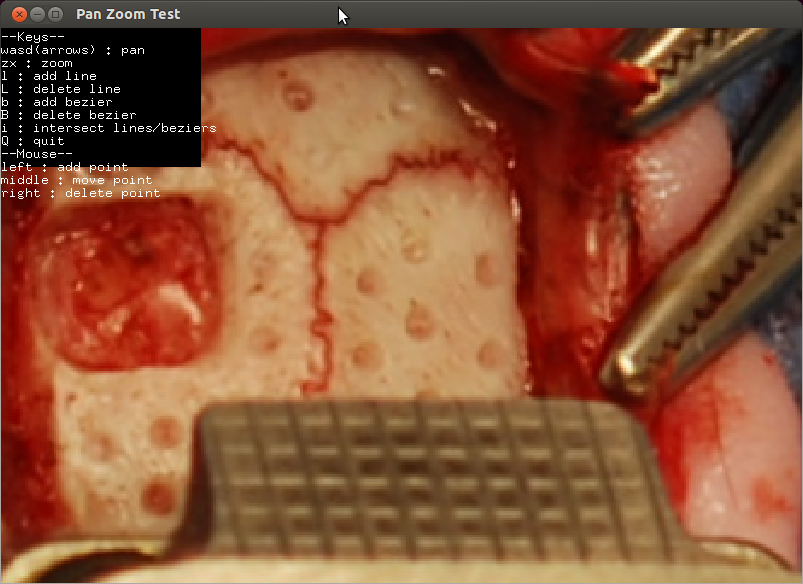 Pan Zoom Test
--Keys--
wasd(arrows) : pan
zx : zoom
l : add line
L : delete line
b : add bezier
B : delete bezier
i : intersect lines/beziers
Q : quit
--Mouse--
left : add point
middle : move point
right : delete point